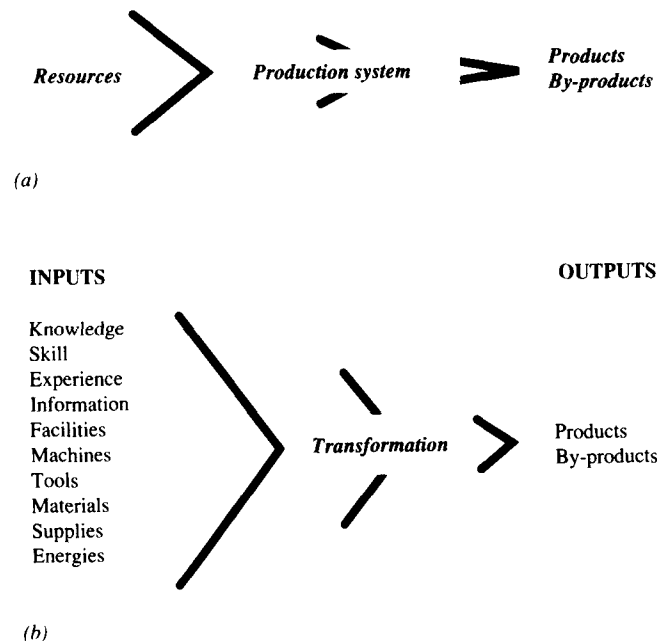 Resources
Production system
Products
By-products
(a)
INPUTS
OUTPUTS
Knowledge
Skill
Experience
Information
Facilities
Machines
Tools
Materials
Supplies
Energies
Transformation
Products
By-products
(b)